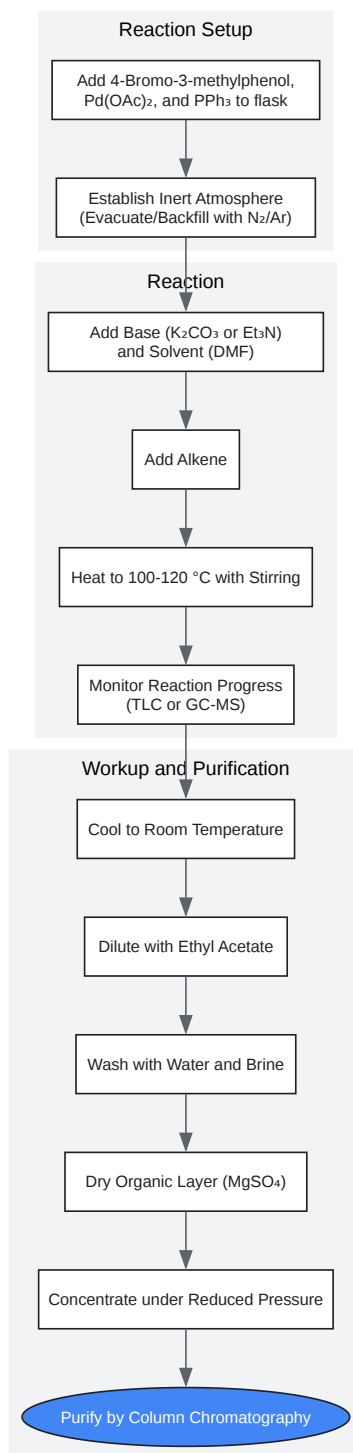 Reaction Setup
Add 4-Bromo-3-methylphenol,
Pd(OAc)₂, and PPh₃ to flask
Establish Inert Atmosphere
(Evacuate/Backfill with N₂/Ar)
Reaction
Add Base (K₂CO₃ or Et₃N)
and Solvent (DMF)
Add Alkene
Heat to 100-120 °C with Stirring
Monitor Reaction Progress
(TLC or GC-MS)
Workup and Purification
Cool to Room Temperature
Dilute with Ethyl Acetate
Wash with Water and Brine
Dry Organic Layer (MgSO₄)
Concentrate under Reduced Pressure
Purify by Column Chromatography